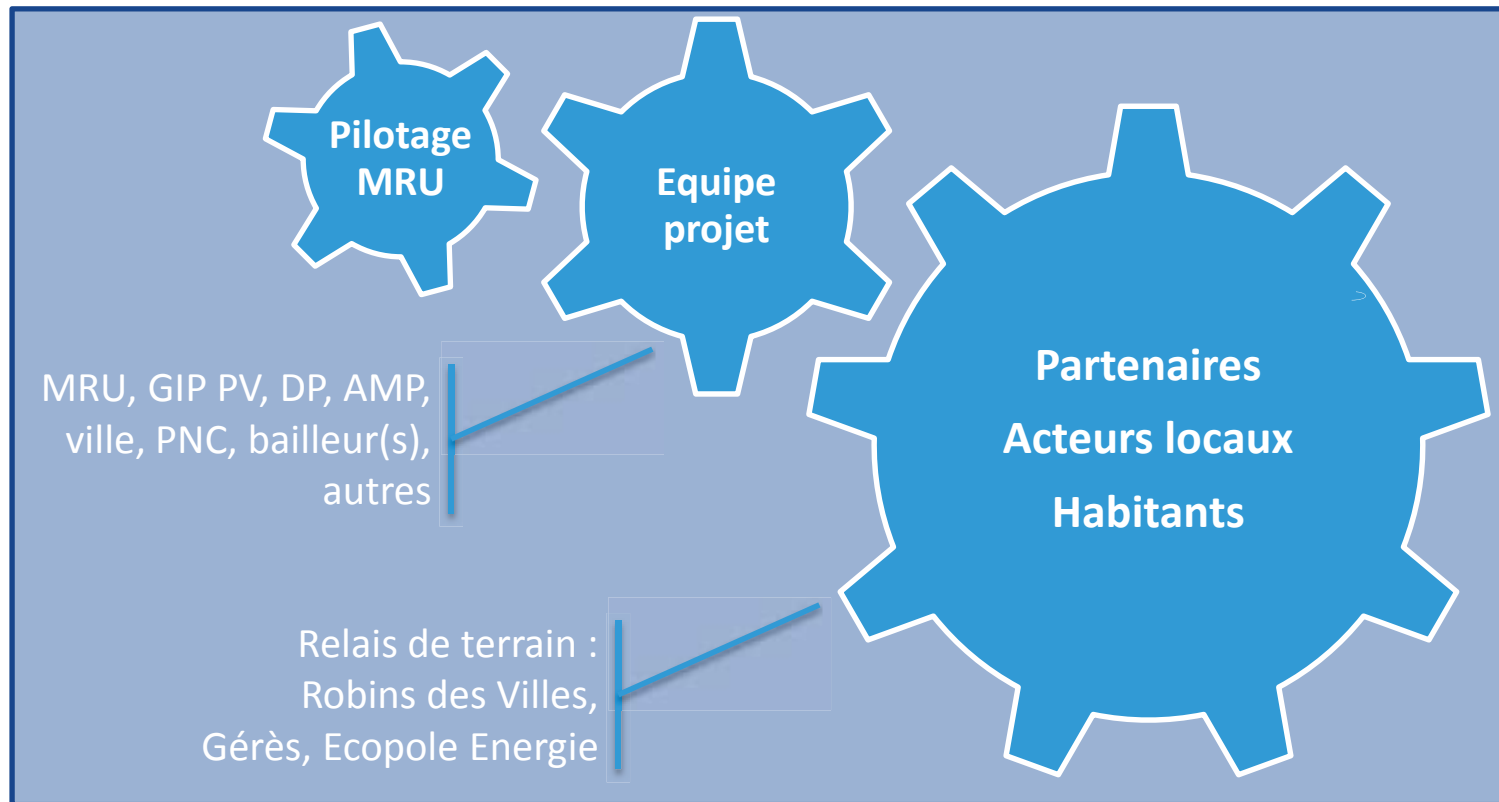 Pilotage
MRU
Equipe
projet
Partenaires
Acteurs locaux
Habitants
MRU, GIP PV, DP, AMP,
ville, PNC, bailleur(s),
autres
Relais de terrain :
Robins des Villes,
Gérès, Ecopole Energie